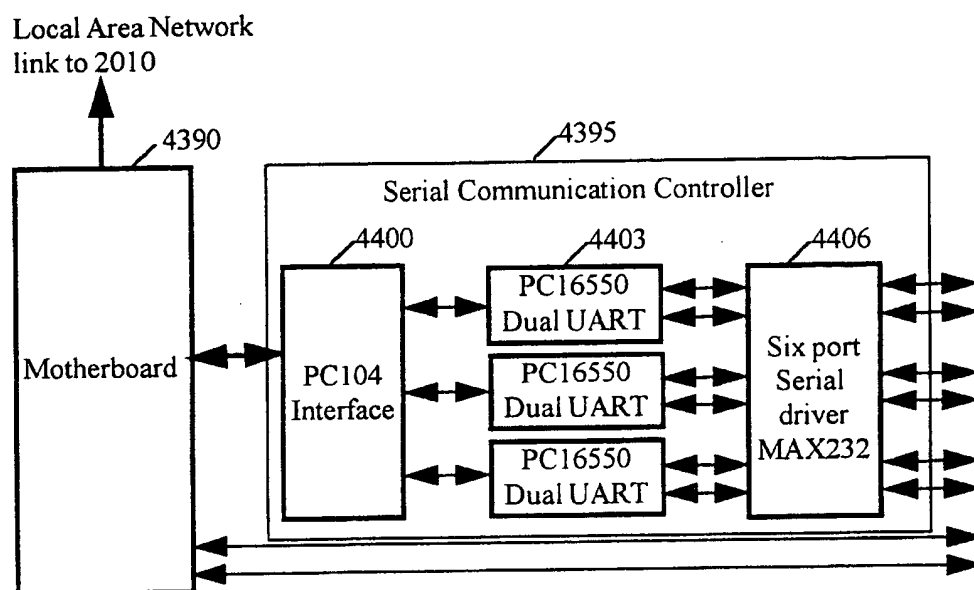 Local Area Network
link to 2010
4390
4395
Serial Communication Controller
4400
4403
4406
Motherboard
PC104
Interface
PC16550
Dual UART
PC16550
Dual UART
PC16550
Dual UART
Six port
Serial
driver
MAX232